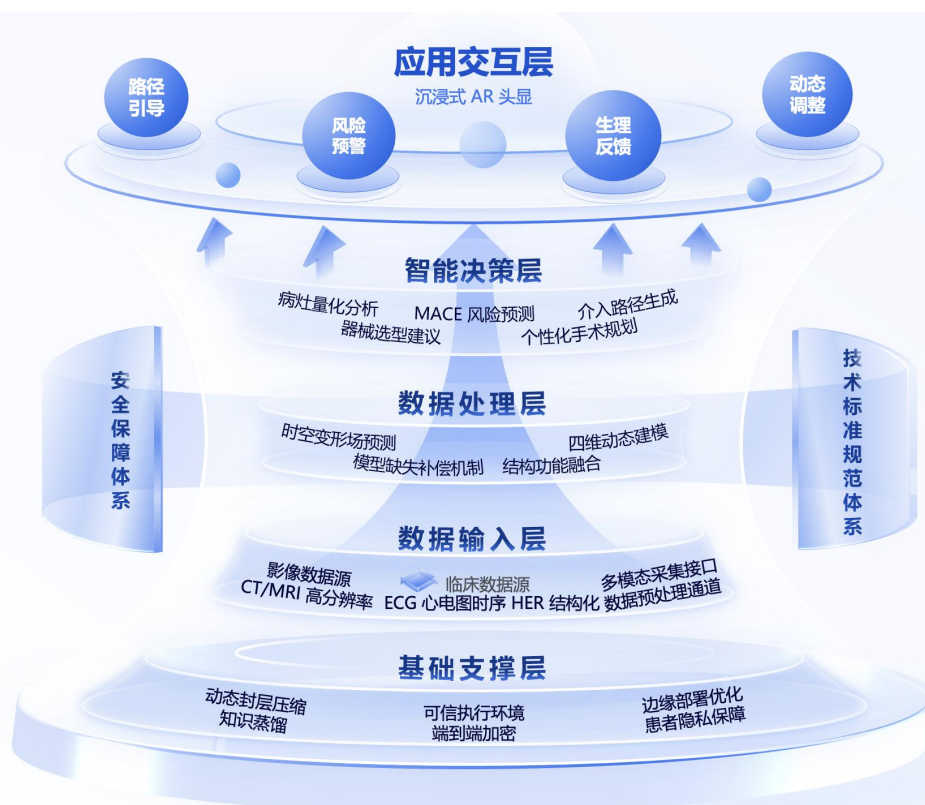 应用交互层
沉浸式 AR 头显
路径
引导
风险
预警
生理
反馈
动态
调整
智能决策层
病灶量化分析
MACE 风险预测
介入路径生成
器械选型建议
个性化手术规划
安全保障体系
技术标准规范体系
数据处理层
时空变形场预测
四维动态建模
模型缺失补偿机制
结构功能融合
数据输入层
影像数据源
CT/MRI 高分辨率
临床数据源
ECG 心电图时序 HER 结构化
多模态采集接口
数据预处理通道
基础支撑层
动态封层压缩
知识蒸馏
可信执行环境
端到端加密
边缘部署优化
患者隐私保障